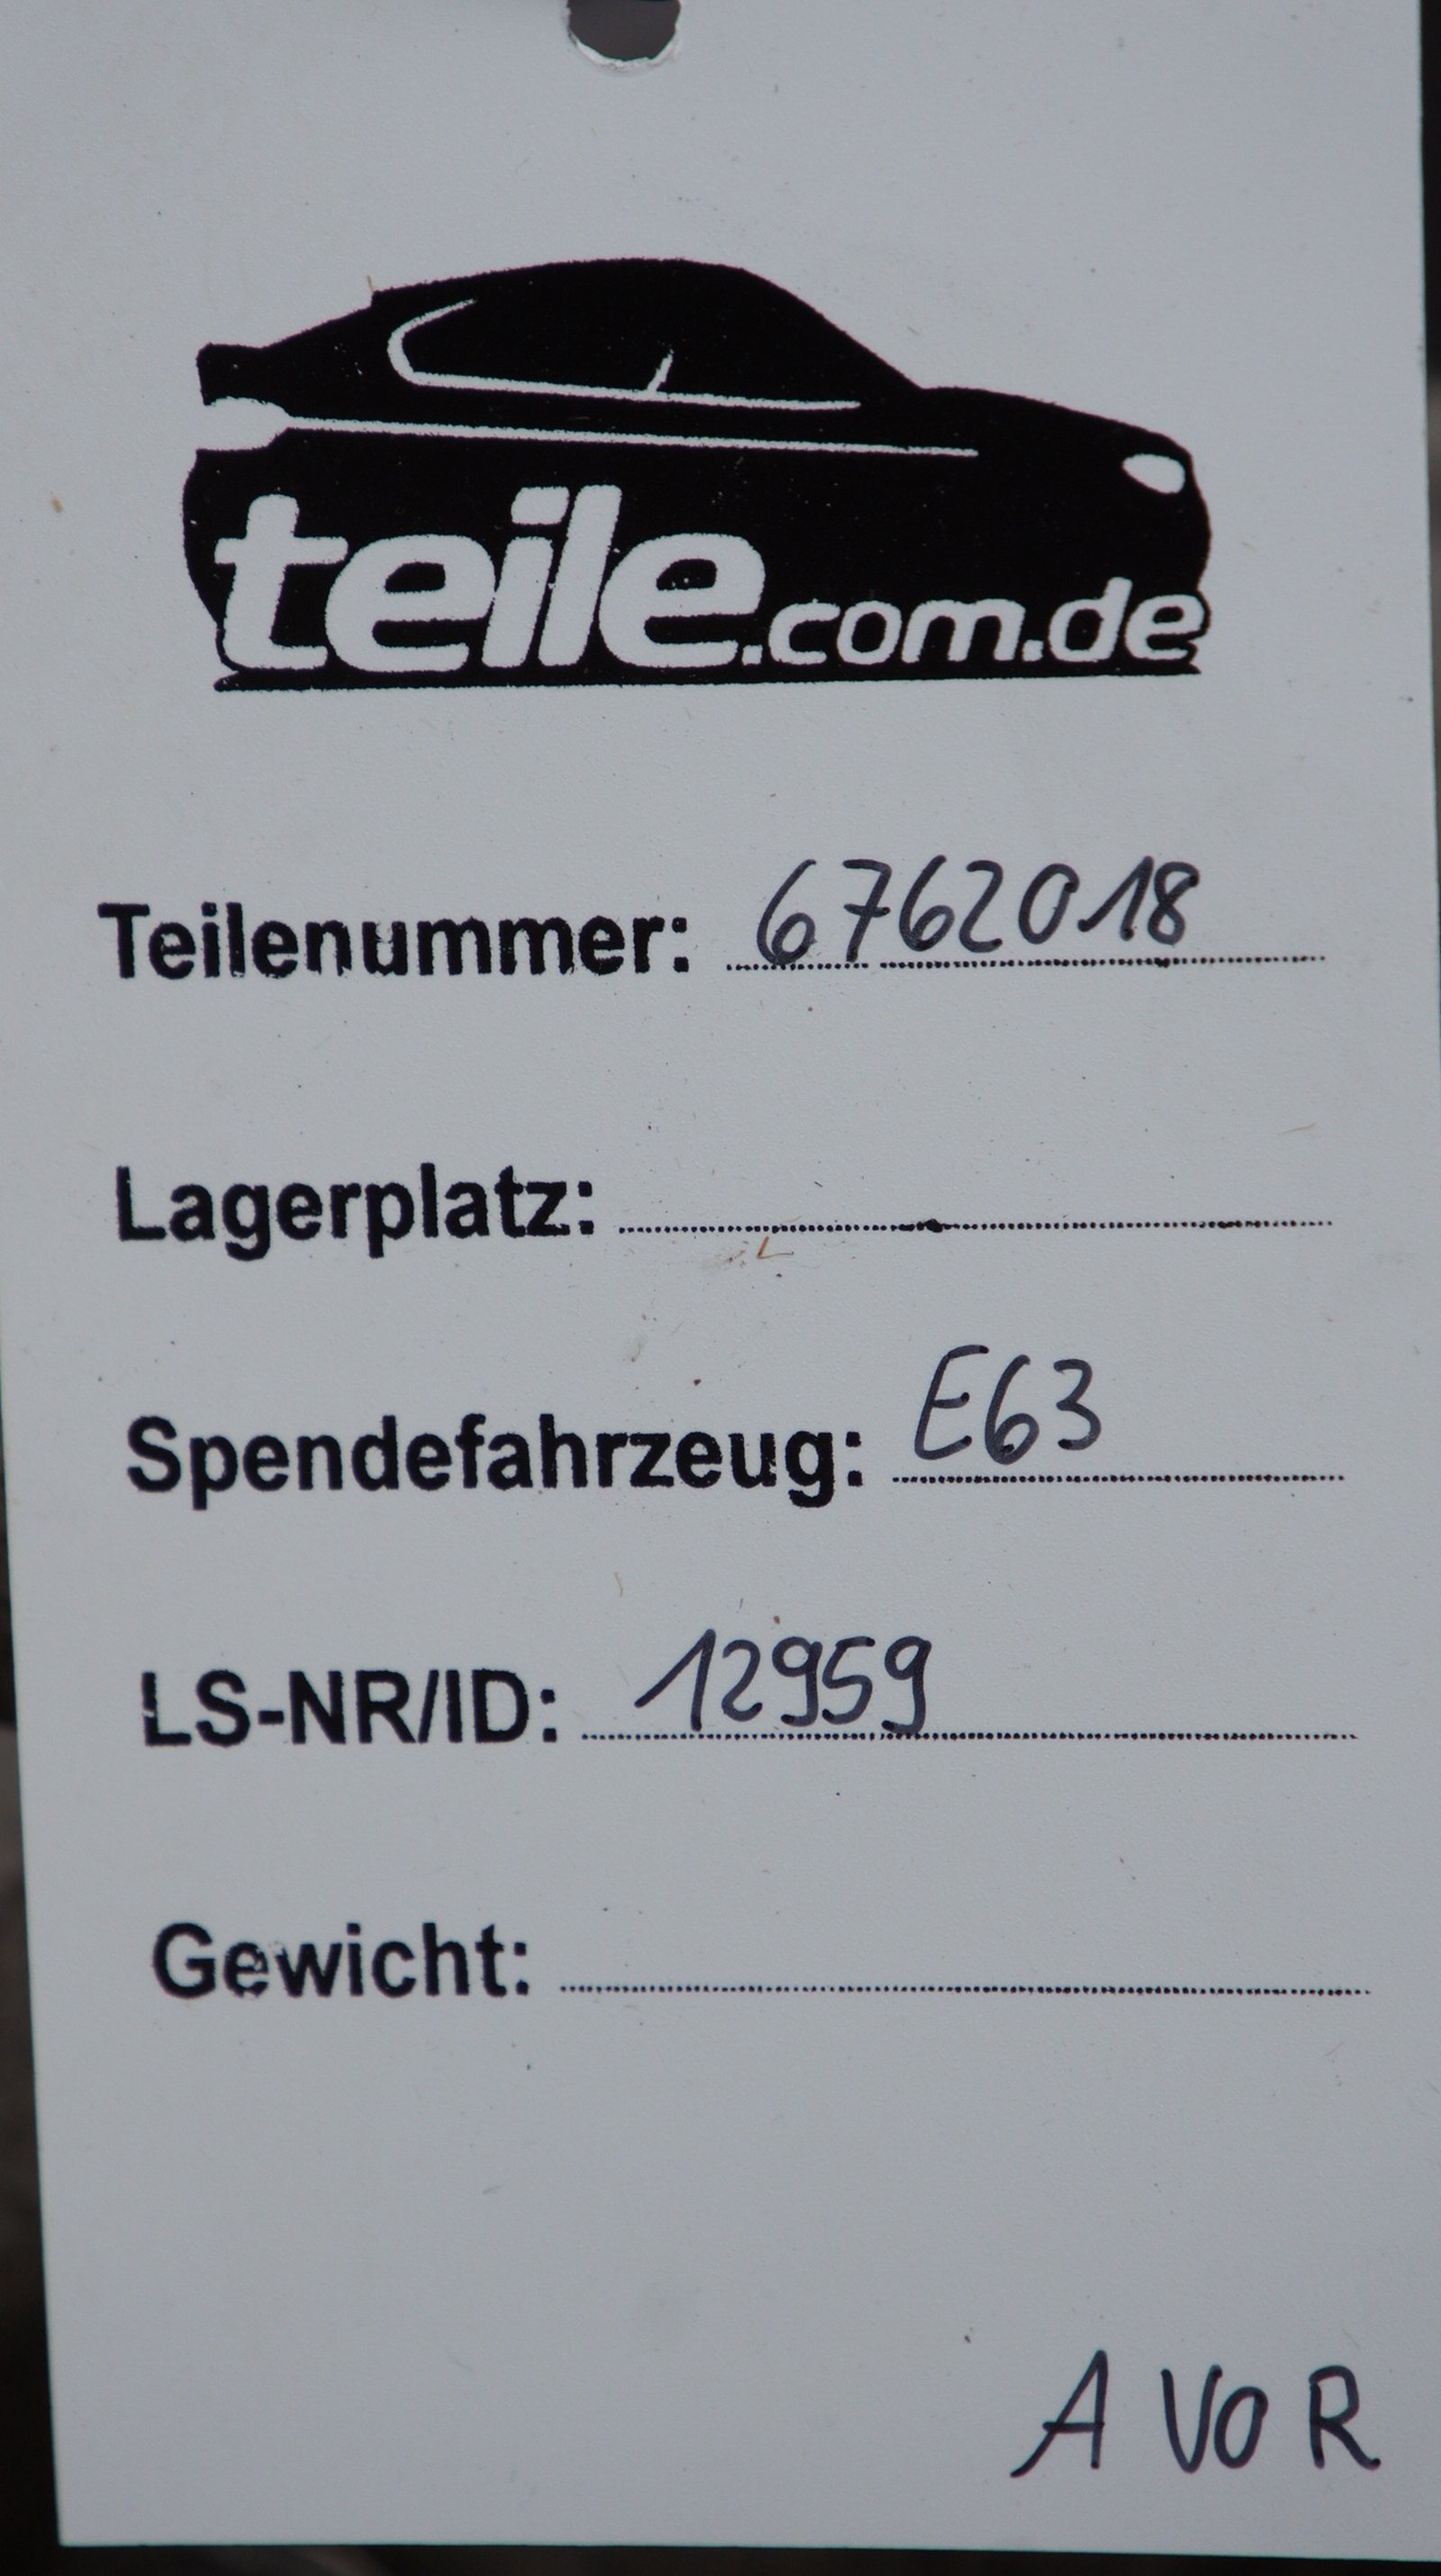 teile.com.de
Teilenummer: 6762018
Lagerplatz:
Spendefahrzeug: E63
LS-NR/ID: 12959
Gewicht:
A VO R